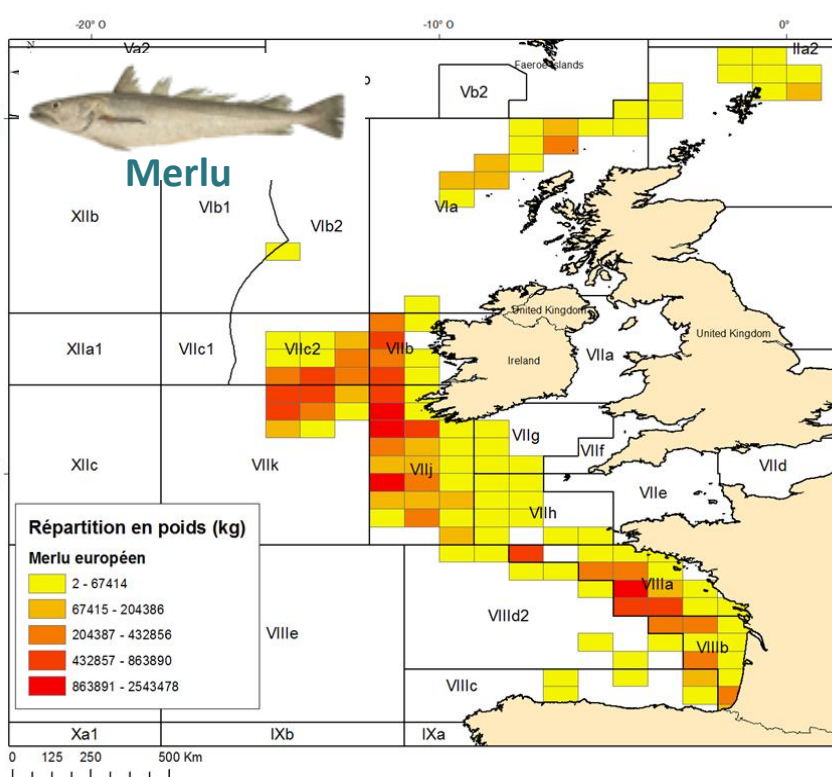 -20° O
-10° O
0°
Va2
IIa2
Faeroe Islands
Vb2
Merlu
XIIb
VIb1
VIb2
VIa
United Kingdom
United Kingdom
XIIa1
VIIc1
VIIc2
VIIb
Ireland
VIIa
VIIg
VIIf
XIIc
VIIk
VIIj
VIId
VIIe
VIIh
Répartition en poids (kg)
Merlu européen
2 - 67414
67415 - 204386
204387 - 432856
432857 - 863890
863891 - 2543478
VIIIa
VIIId2
VIIIe
VIIIb
VIIIc
Xa1
IXb
IXa
0 125 250 500 Km